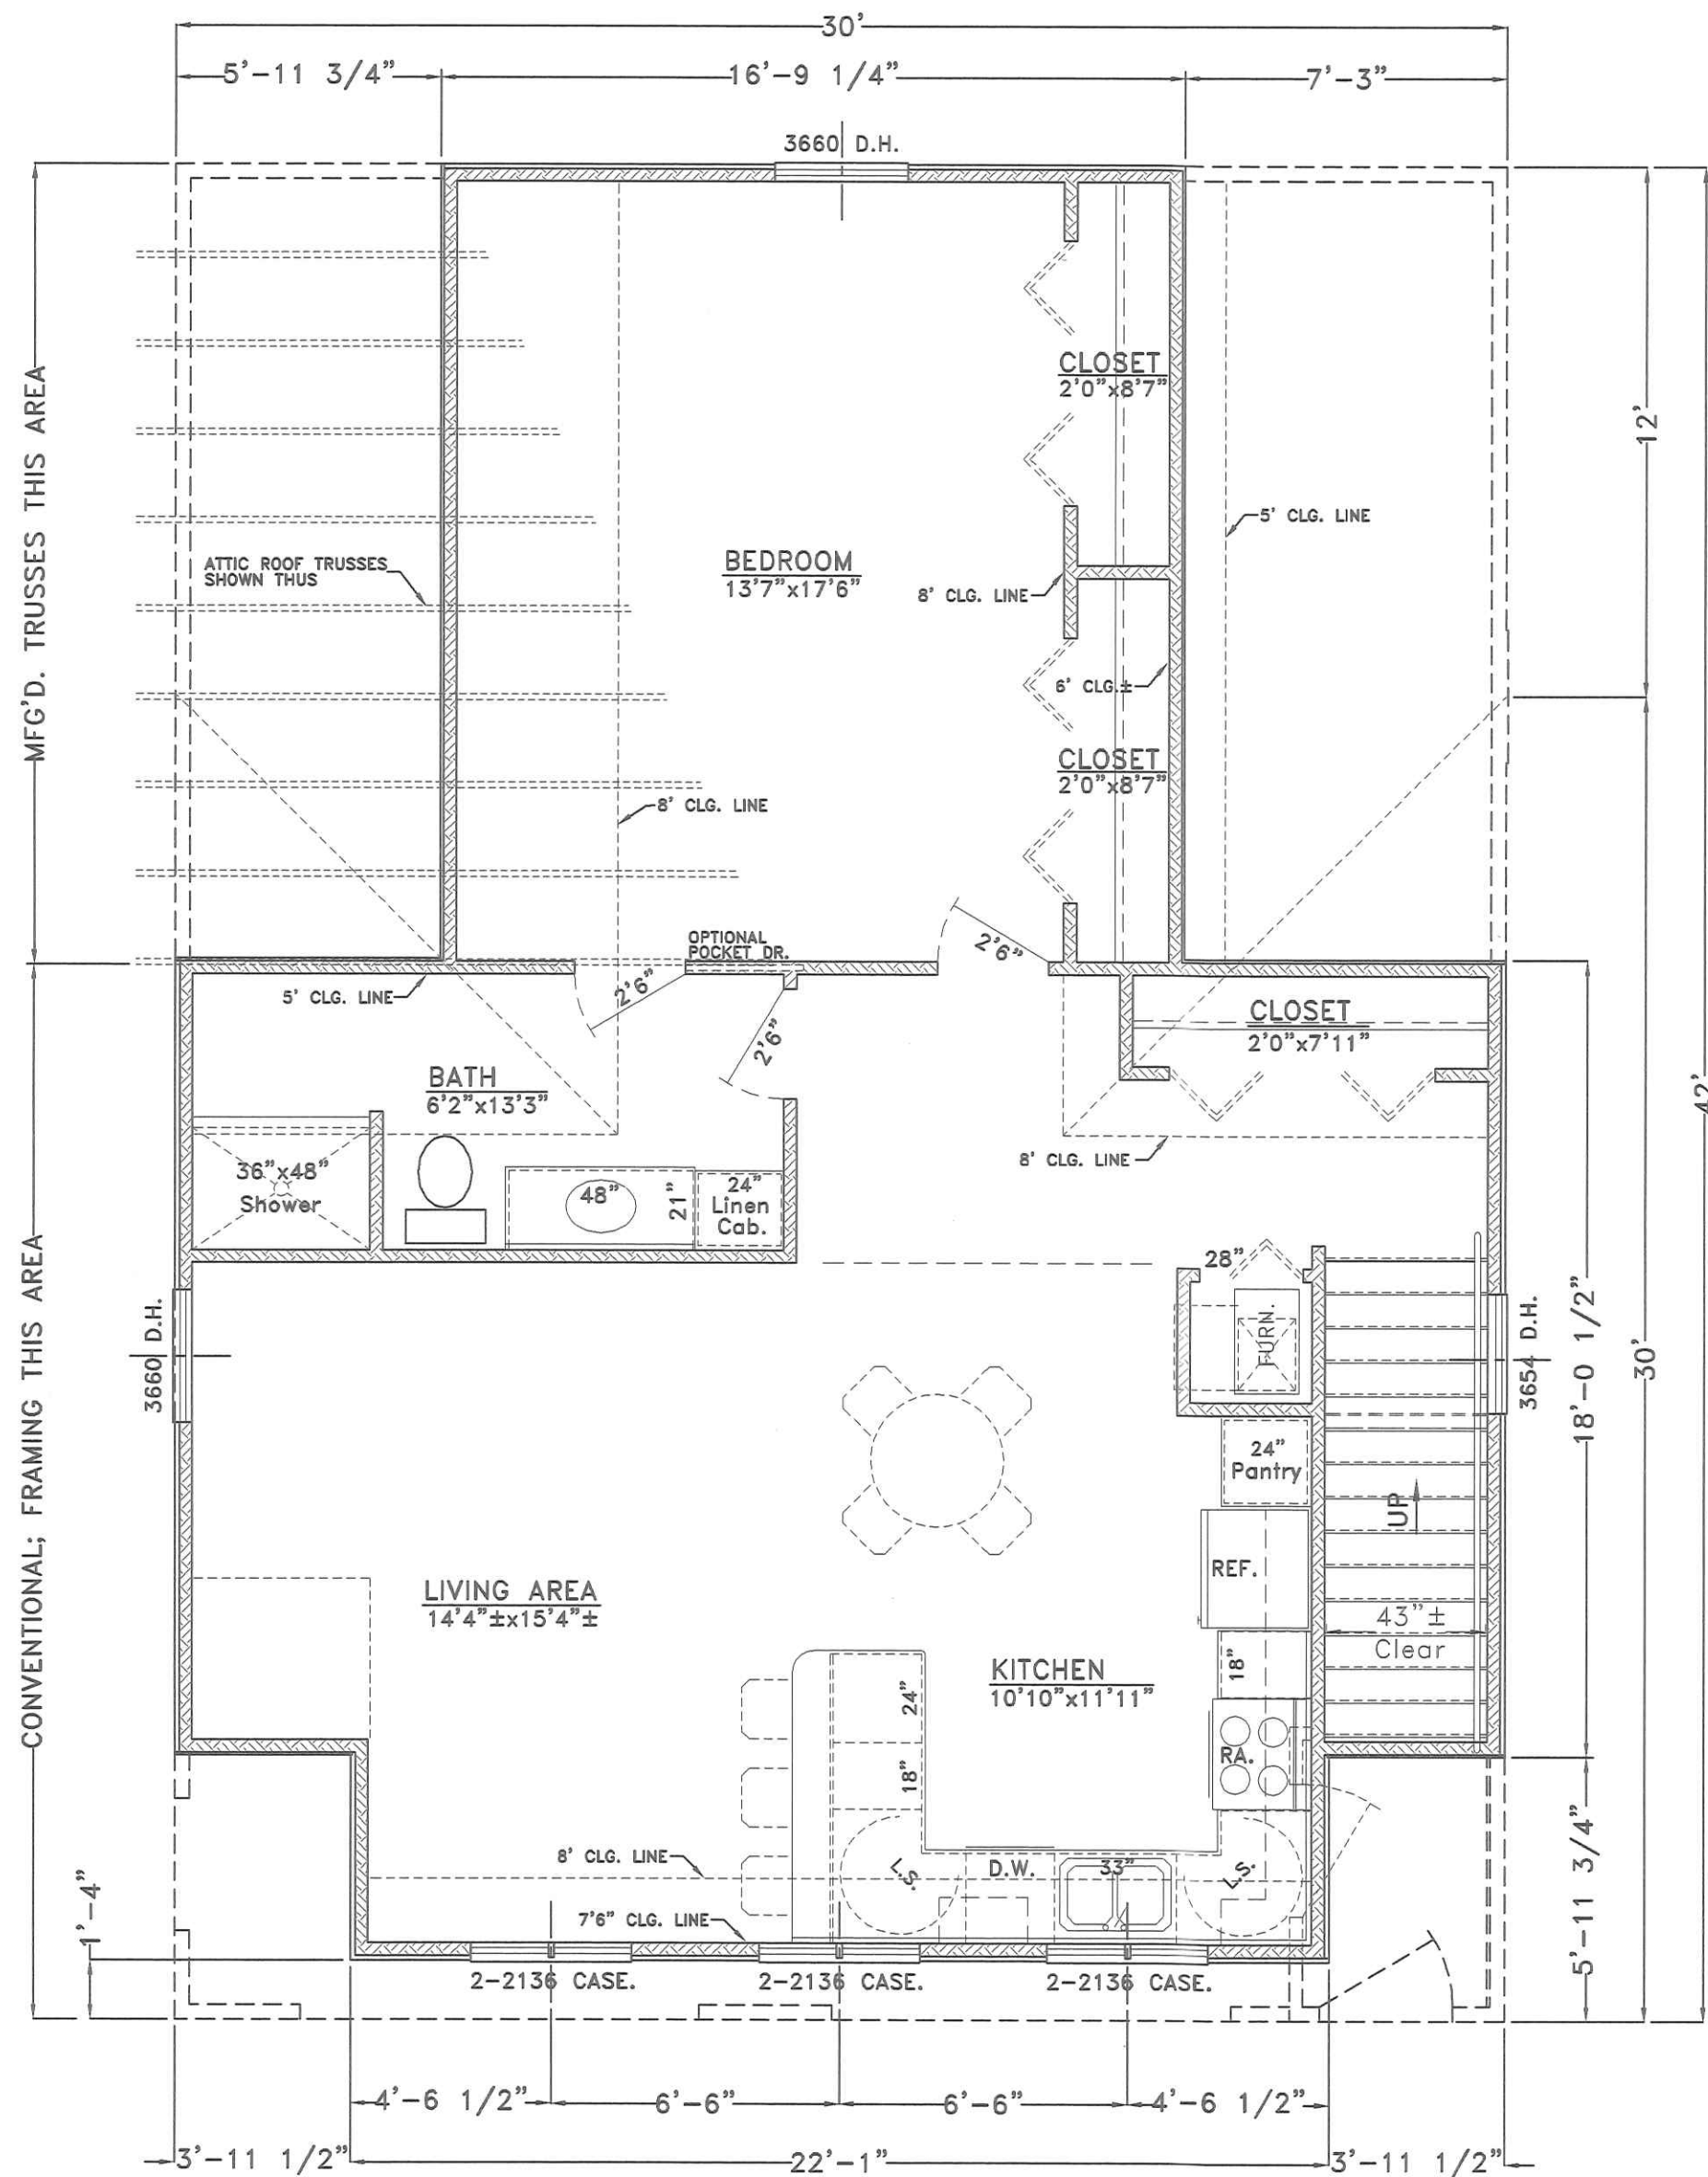 30'
5'-11 3/4"
16'-9 1/4"
7'-3"
3660 D.H.
MFG'D. TRUSSES THIS AREA
CLOSET
2'0"x8'7"
12'
5' CLG. LINE
ATTIC ROOF TRUSSES
SHOWN THUS
BEDROOM
13'7"x17'6"
8' CLG. LINE
6' CLG.±
CLOSET
2'0"x8'7"
8' CLG. LINE
OPTIONAL
POCKET DR.
2'6"
2'6"
2'6"
5' CLG. LINE
CLOSET
2'0"x7'11"
42'
BATH
6'2"x13'3"
8' CLG. LINE
36"x48"
Shower
48"
21"
24"
Linen
Cab.
CONVENTIONAL; FRAMING THIS AREA
28"
FURN.
3660 D.H.
3654 D.H.
18'-0 1/2"
30'
24"
Pantry
UP
REF.
LIVING AREA
14'4"±x15'4"±
43"±
Clear
KITCHEN
10'10"x11'11"
18"
24"
18"
RA.
8' CLG. LINE
L.S.
D.W.
33"
L.S.
7'6" CLG. LINE
1'-4"
5'-11 3/4"
2-2136 CASE.
2-2136 CASE.
2-2136 CASE.
4'-6 1/2"
6'-6"
6'-6"
4'-6 1/2"
3'-11 1/2"
22'-1"
3'-11 1/2"